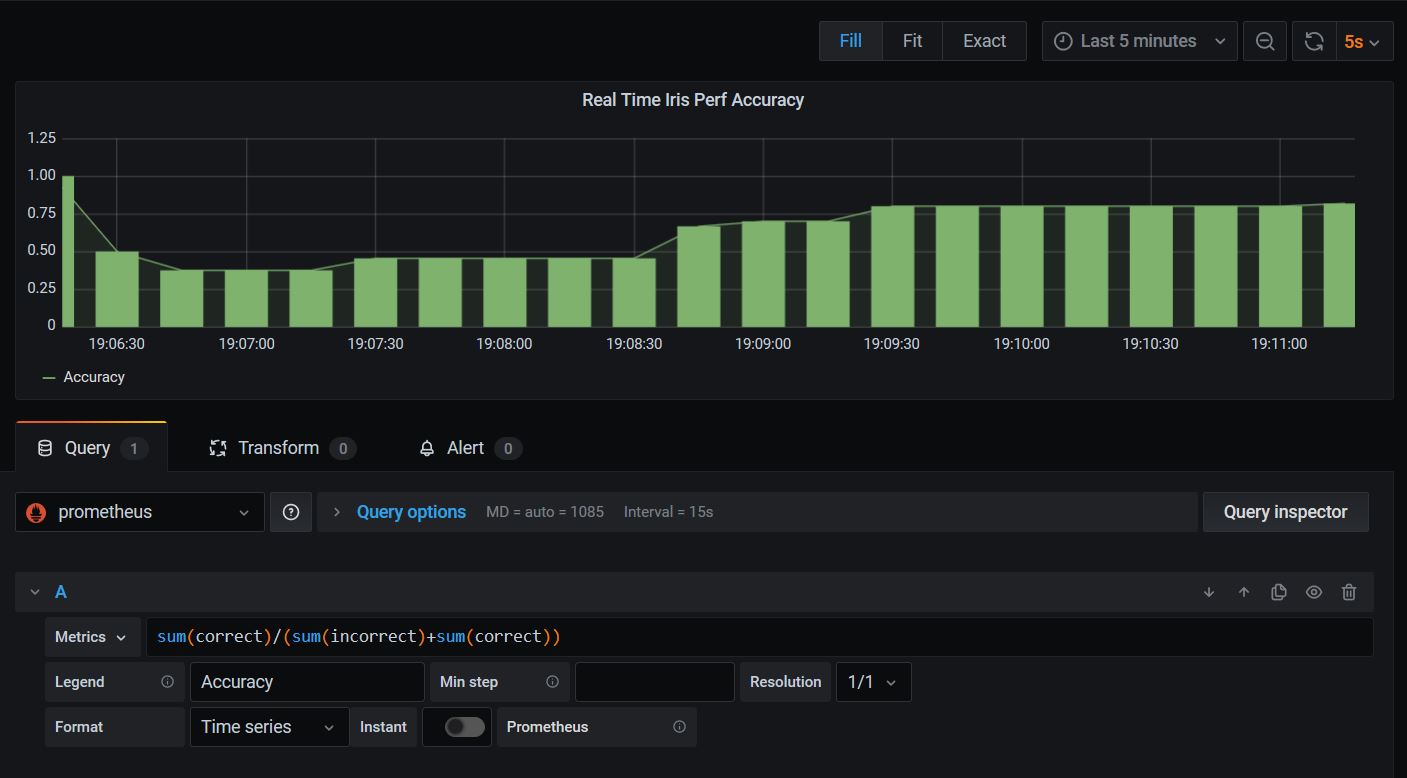 Fill Fit Exact Last 5 minutes 5s
Real Time Iris Perf Accuracy
1.25
1.00
0.75
0.50
0.25
0
19:06:30 19:07:00 19:07:30 19:08:00 19:08:30 19:09:00 19:09:30 19:10:00 19:10:30 19:11:00
Accuracy
Query 1 Transform 0 Alert 0
prometheus Query options MD = auto = 1085 Interval = 15s Query inspector
A
Metrics sum(correct)/(sum(incorrect)+sum(correct))
Legend Accuracy Min step Resolution 1/1
Format Time series Instant Prometheus